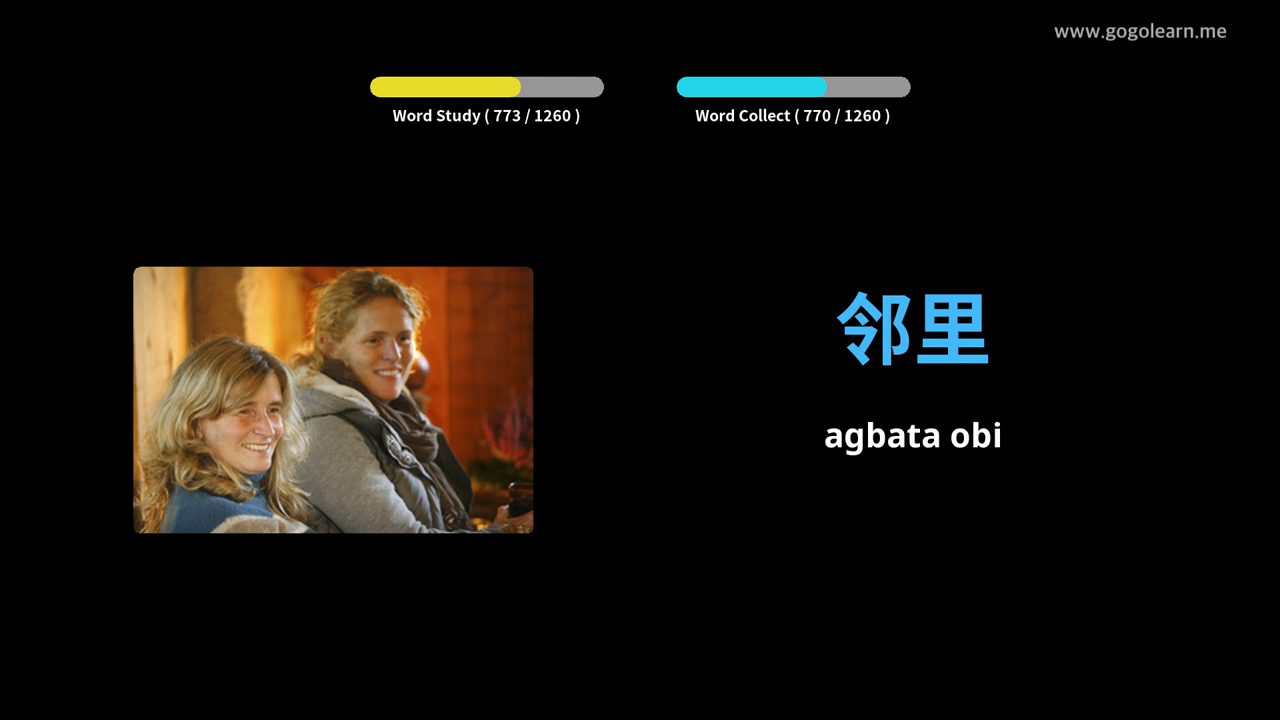 www.gogolearn.me
Word Study ( 773 / 1260 )
Word Collect ( 770 / 1260 )
邻里
agbata obi